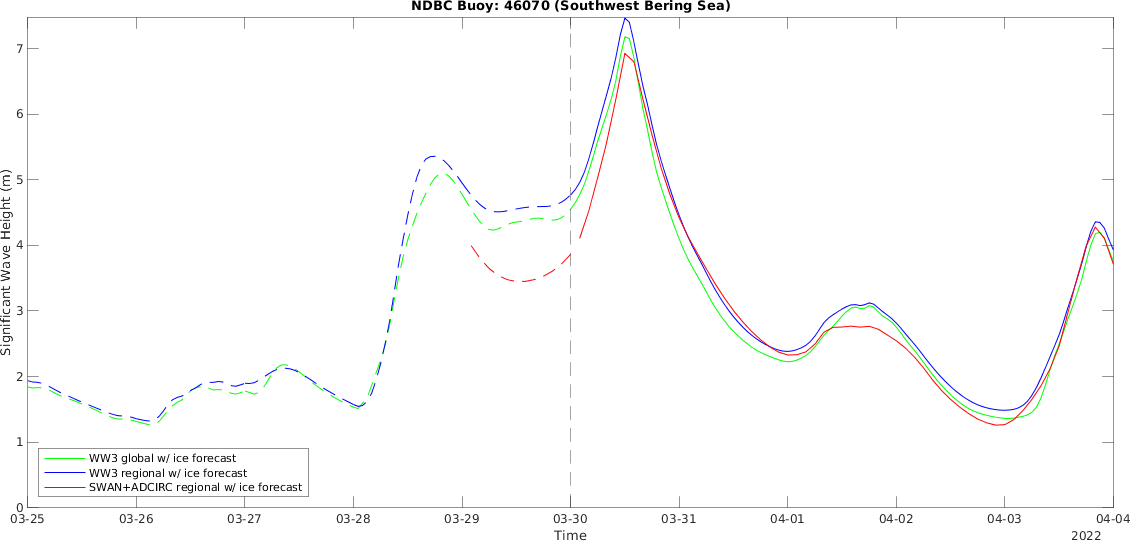 NDBC Buoy: 46070 (Southwest Bering Sea)
Significant Wave Height (m)
7
6
5
4
3
2
1
0
WW3 global w/ ice forecast
WW3 regional w/ ice forecast
SWAN+ADCIRC regional w/ ice forecast
03-25 03-26 03-27 03-28 03-29 03-30 03-31 04-01 04-02 04-03 04-04
Time
2022